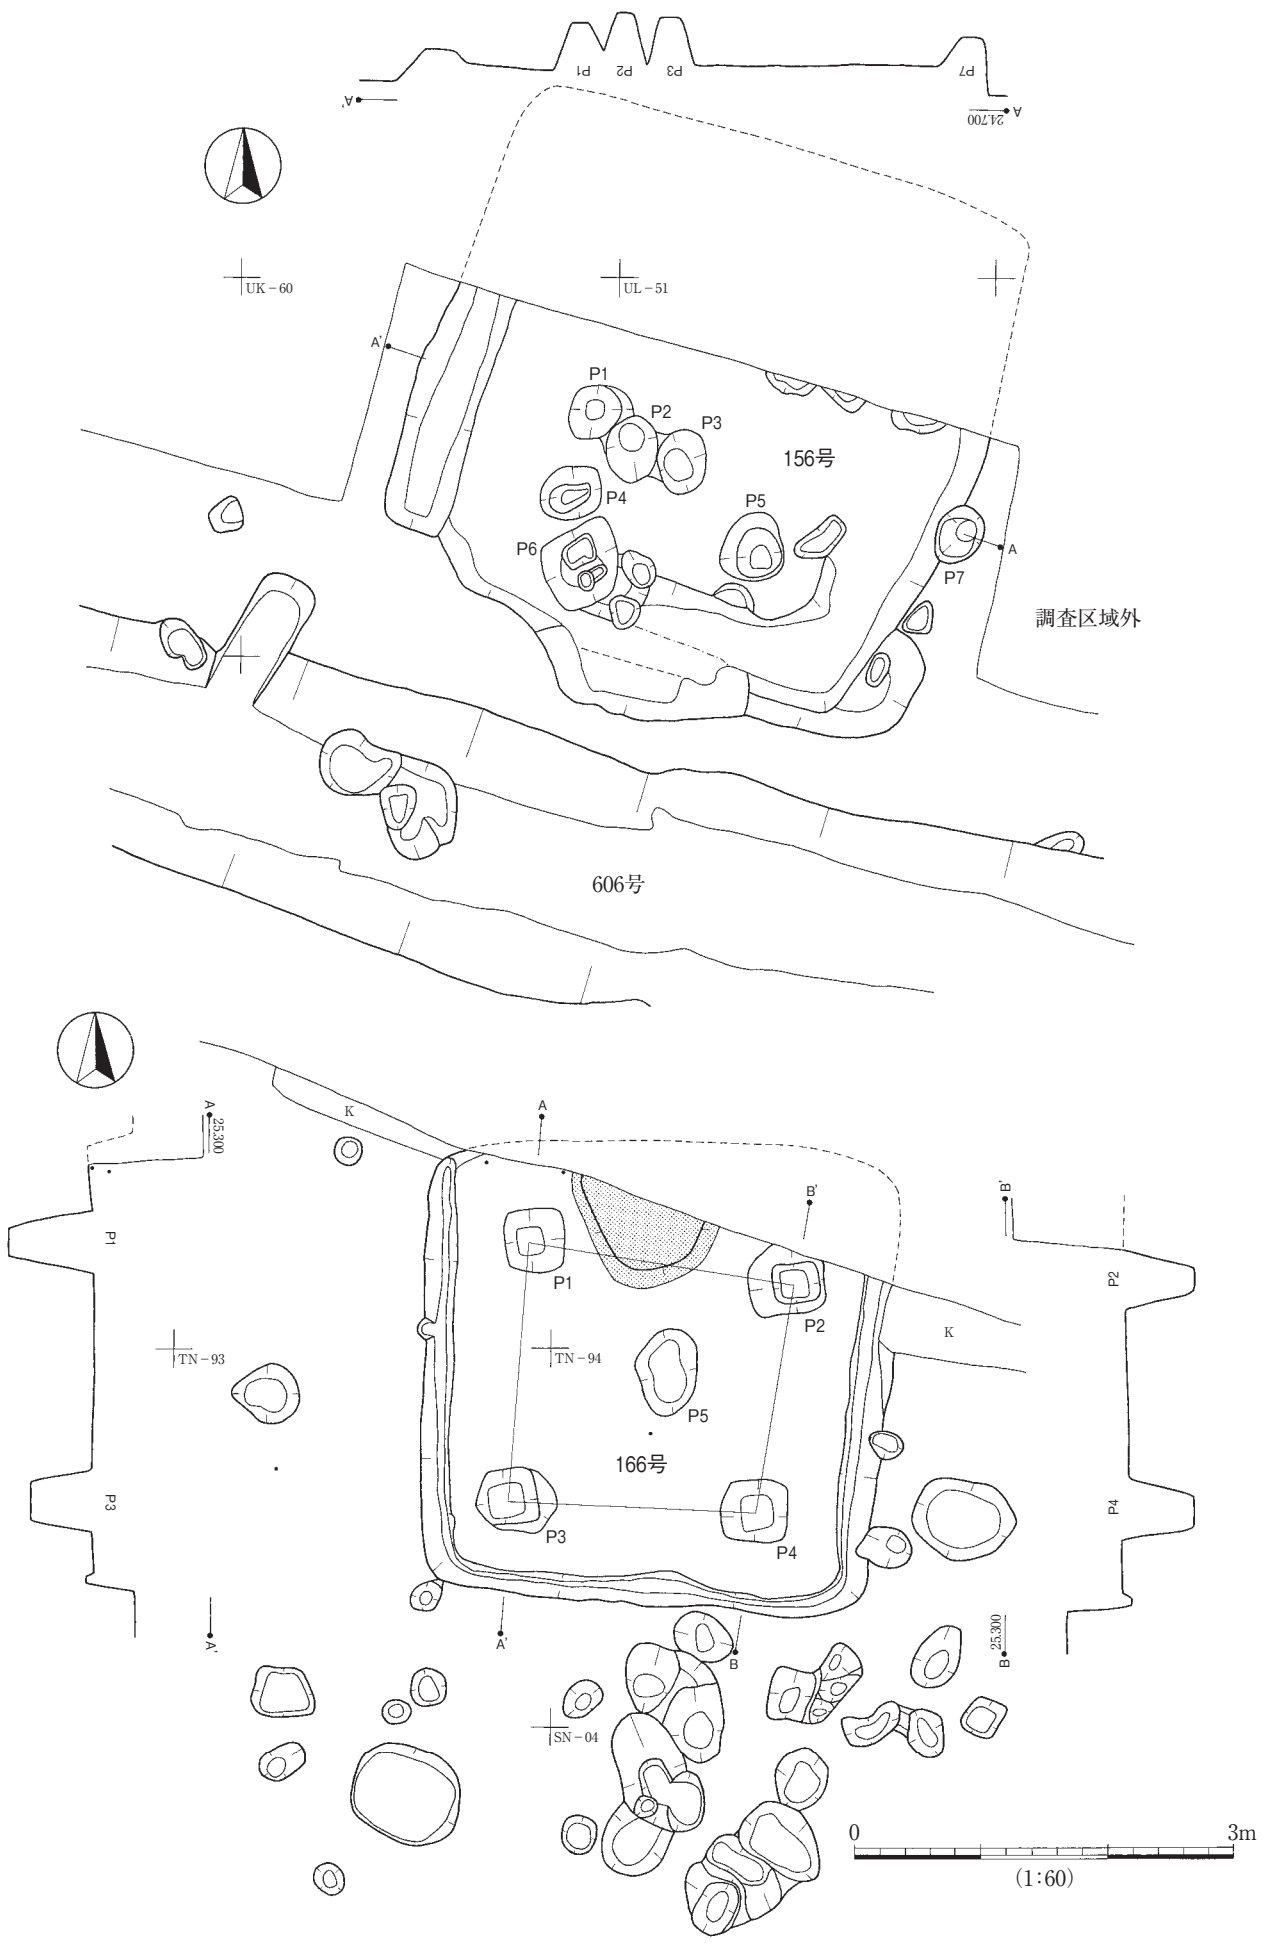 P1
P2
P3
P7
A'
A
24.700
UK－60
UL－51
A'
P1
P2
P3
156号
P4
P5
P6
A
P7
調査区域外
606号
K
A
25.300
A
B'
B'
P1
P1
P2
P2
TN－93
TN－94
K
P5
166号
P3
P3
P4
P4
A'
A'
B
25.300
B
SN－04
0
3m
(1：60)